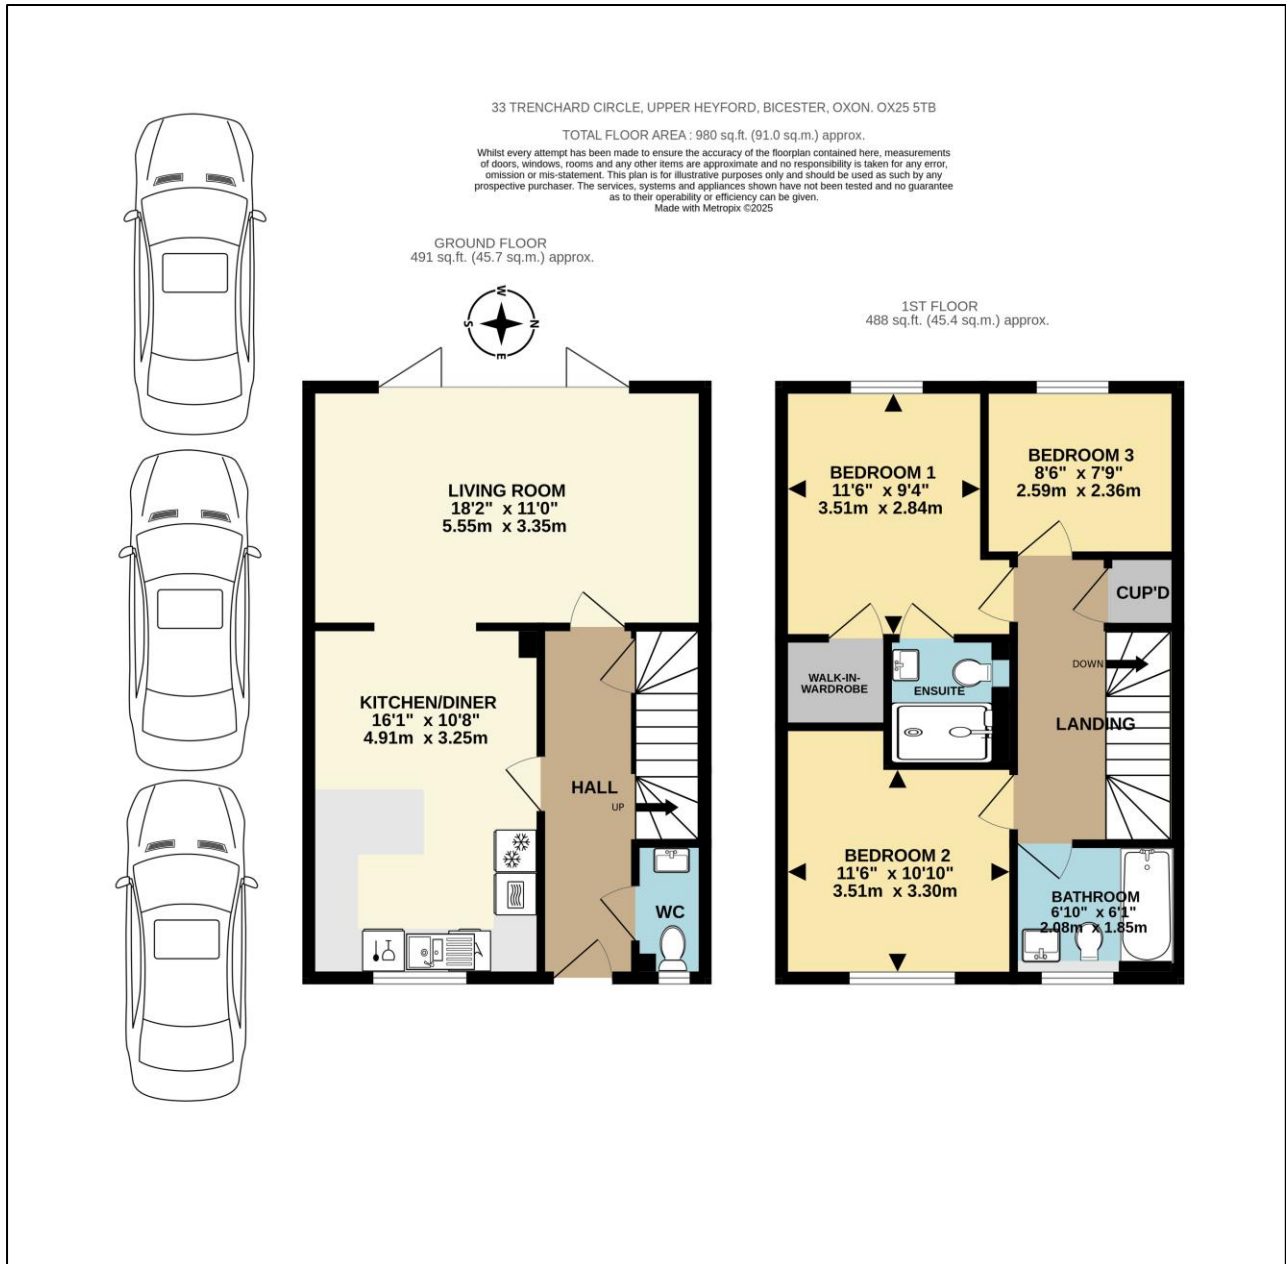 33 TRENCHARD CIRCLE, UPPER HEYFORD, BICESTER, OXON. OX25 5TB
TOTAL FLOOR AREA : 980 sq.ft. (91.0 sq.m.) approx.
Whilst every attempt has been made to ensure the accuracy of the floorplan contained here, measurements
of doors, windows, rooms and any other items are approximate and no responsibility is taken for any error,
omission or mis-statement. This plan is for illustrative purposes only and should be used as such by any
prospective purchaser. The services, systems and appliances shown have not been tested and no guarantee
as to their operability or efficiency can be given.
Made with Metropix ©2025
GROUND FLOOR
491 sq.ft. (45.7 sq.m.) approx.
W
N
S
E
LIVING ROOM
18'2" x 11'0"
5.55m x 3.35m
KITCHEN/DINER
16'1" x 10'8"
4.91m x 3.25m
HALL
UP
WC
1ST FLOOR
488 sq.ft. (45.4 sq.m.) approx.
BEDROOM 1
11'6" x 9'4"
3.51m x 2.84m
BEDROOM 3
8'6" x 7'9"
2.59m x 2.36m
CUP'D
WALK-IN-
WARDROBE
ENSUITE
DOWN
LANDING
BEDROOM 2
11'6" x 10'10"
3.51m x 3.30m
BATHROOM
6'10" x 6'1"
2.08m x 1.85m